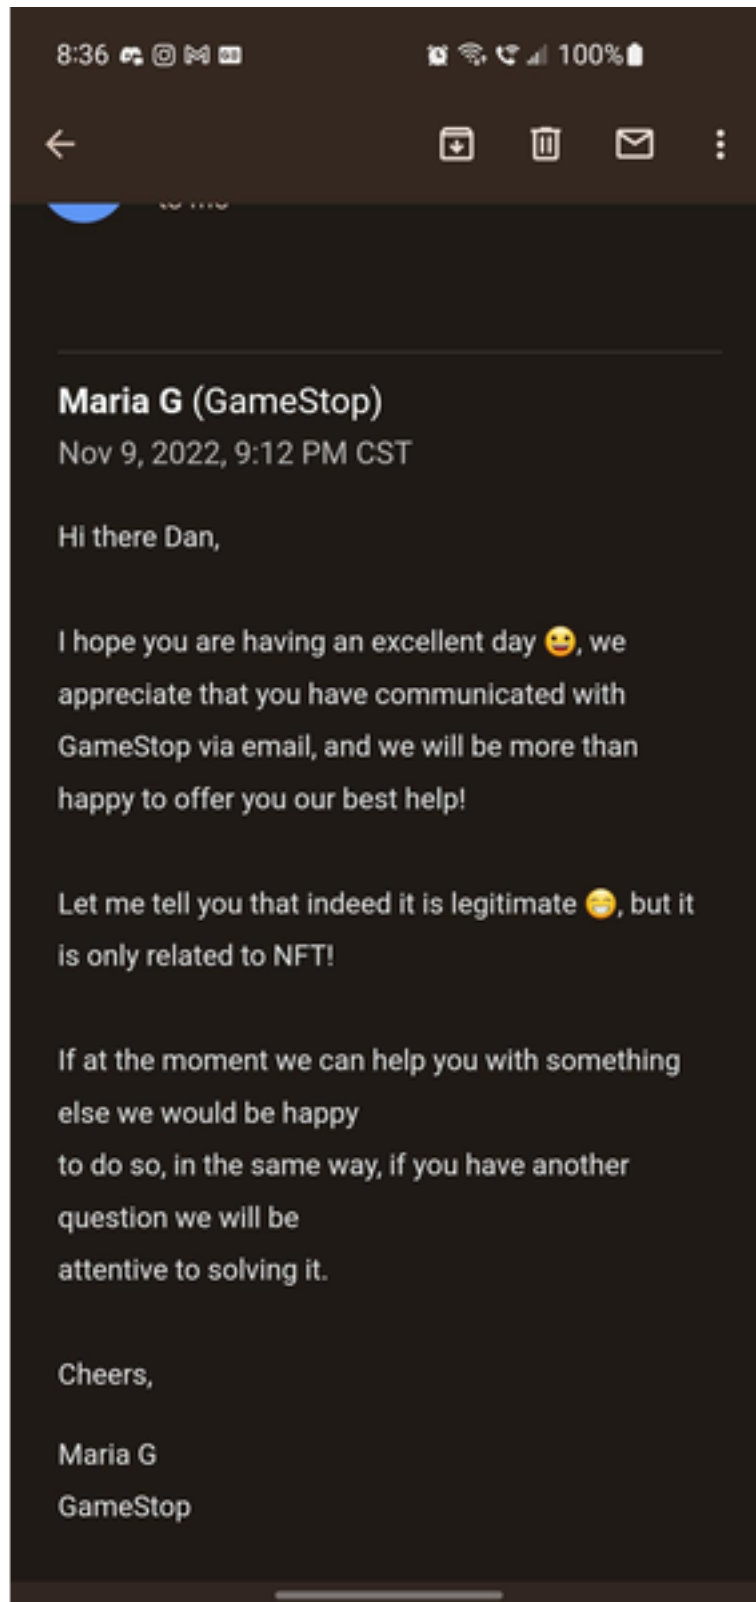 8:36
100%
Maria G (GameStop)
Nov 9, 2022, 9:12 PM CST
Hi there Dan,
I hope you are having an excellent day 😀, we
appreciate that you have communicated with
GameStop via email, and we will be more than
happy to offer you our best help!
Let me tell you that indeed it is legitimate 😁, but it
is only related to NFT!
If at the moment we can help you with something
else we would be happy
to do so, in the same way, if you have another
question we will be
attentive to solving it.
Cheers,
Maria G
GameStop